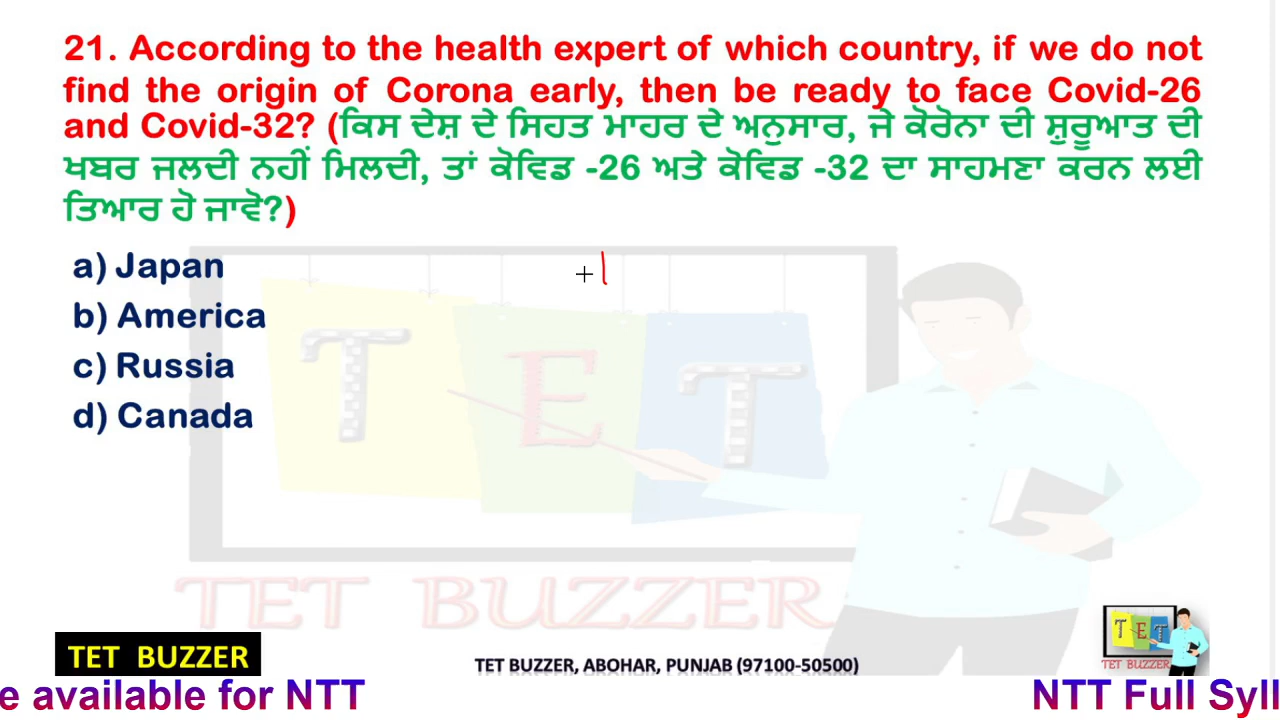 21. According to the health expert of which country, if we do not
find the origin of Corona early, then be ready to face Covid-26
and Covid-32? (ਕਿਸ ਦੇਸ਼ ਦੇ ਸਿਹਤ ਮਾਹਰ ਦੇ ਅਨੁਸਾਰ, ਜੇ ਕੋਰੋਨਾ ਦੀ ਸ਼ੁਰੂਆਤ ਦੀ
ਖਬਰ ਜਲਦੀ ਨਹੀਂ ਮਿਲਦੀ, ਤਾਂ ਕੋਵਿਡ -26 ਅਤੇ ਕੋਵਿਡ -32 ਦਾ ਸਾਹਮਣਾ ਕਰਨ ਲਈ
ਤਿਆਰ ਹੋ ਜਾਵੋ?)
a) Japan
b) America
c) Russia
d) Canada
T E T
TET BUZZER
TET BUZZER
TET BUZZER, ABOHAR, PUNJAB (97100-50500)
TET
TET BUZZER
e available for NTT
NTT Full Syll